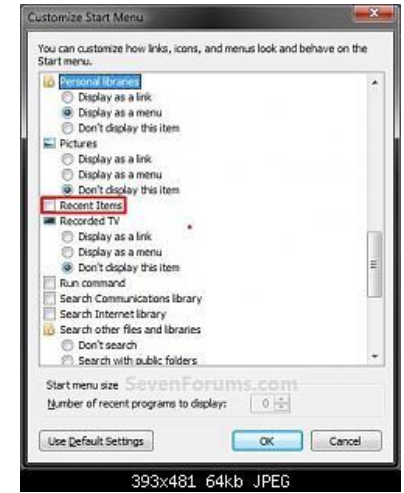 Customize Start Menu
You can customize how links, icons, and menus look and behave on the
Start menu.
Personal libraries
Display as a link
Display as a menu
Don't display this item
Pictures
Display as a link
Display as a menu
Don't display this item
Recent Items
Recorded TV
Display as a link
Display as a menu
Don't display this item
Run command
Search Communications library
Search Internet library
Search other files and libraries
Don't search
Search with public folders
Start menu size
SevenForums.com
Number of recent programs to display: 0
Use Default Settings OK Cancel
393x481 64kb JPEG